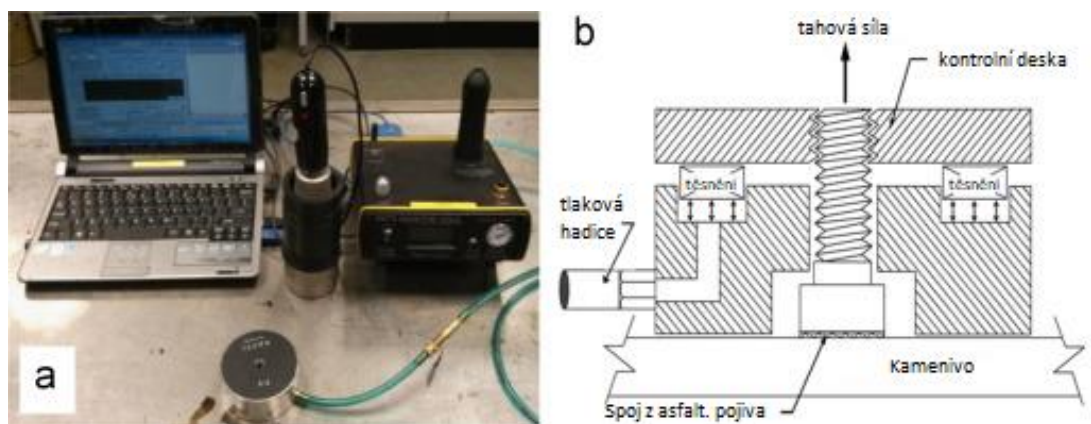 a
b
tahová síla
kontrolní deska
těsnění
těsnění
tlaková
hadice
Kamenivo
Spoj z asfalt. pojiva